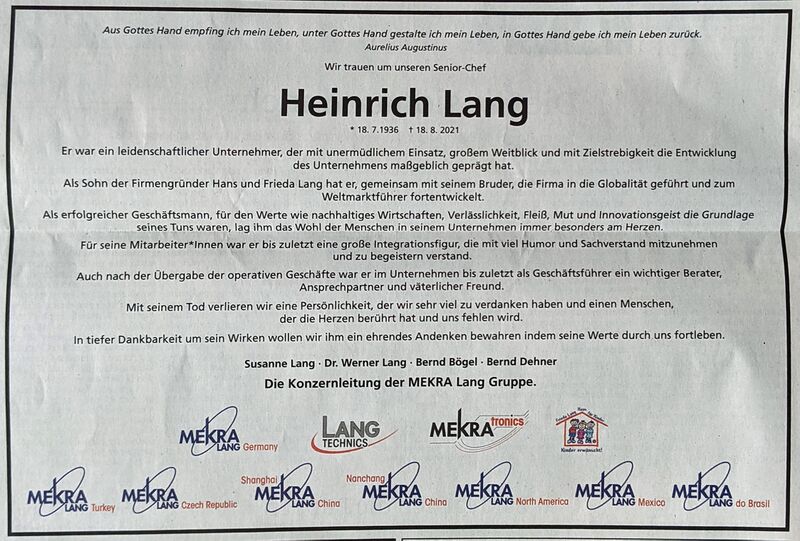 Aus Gottes Hand empfing ich mein Leben, unter Gottes Hand gestalte ich mein Leben, in Gottes Hand gebe ich mein Leben zurück.
Aurelius Augustinus
Wir trauen um unseren Senior-Chef
Heinrich Lang
* 18. 7.1936 † 18. 8. 2021
Er war ein leidenschaftlicher Unternehmer, der mit unermüdlichem Einsatz, großem Weitblick und mit Zielstrebigkeit die Entwicklung
des Unternehmens maßgeblich geprägt hat.
Als Sohn der Firmengründer Hans und Frieda Lang hat er, gemeinsam mit seinem Bruder, die Firma in die Globalität geführt und zum
Weltmarktführer fortentwickelt.
Als erfolgreicher Geschäftsmann, für den Werte wie nachhaltiges Wirtschaften, Verlässlichkeit, Fleiß, Mut und Innovationsgeist die Grundlage
seines Tuns waren, lag ihm das Wohl der Menschen in seinem Unternehmen immer besonders am Herzen.
Für seine Mitarbeiter*Innen war er bis zuletzt eine große Integrationsfigur, die mit viel Humor und Sachverstand mitzunehmen
und zu begeistern verstand.
Auch nach der Übergabe der operativen Geschäfte war er im Unternehmen bis zuletzt als Geschäftsführer ein wichtiger Berater,
Ansprechpartner und väterlicher Freund.
Mit seinem Tod verlieren wir eine Persönlichkeit, der wir sehr viel zu verdanken haben und einen Menschen,
der die Herzen berührt hat und uns fehlen wird.
In tiefer Dankbarkeit um sein Wirken wollen wir ihm ein ehrendes Andenken bewahren indem seine Werte durch uns fortleben.
Susanne Lang · Dr. Werner Lang · Bernd Bögel · Bernd Dehner
Die Konzernleitung der MEKRA Lang Gruppe.
MEKRA LANG Germany
LANG TECHNICS
MEKRA tronics
Frieda Lang Haus für Kinder
Kinder erwünscht!
MEKRA LANG Turkey
MEKRA LANG Czech Republic
Shanghai MEKRA LANG China
Nanchang MEKRA LANG China
MEKRA LANG North America
MEKRA LANG Mexico
MEKRA LANG do Brasil